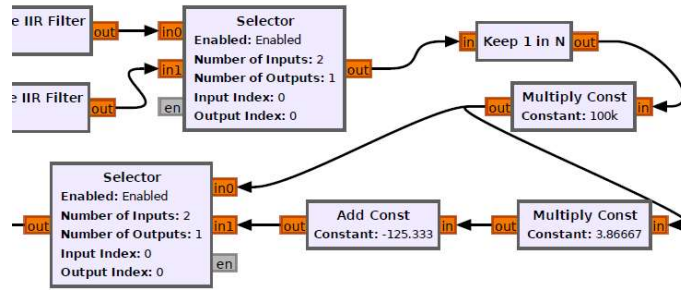 e IIR Filter
out
in0
in1
en
Selector
Enabled: Enabled
Number of Inputs: 2
Number of Outputs: 1
Input Index: 0
Output Index: 0
out
in
Keep 1 in N
out
e IIR Filter
out
out
Multiply Const
Constant: 100k
in
out
Selector
Enabled: Enabled
Number of Inputs: 2
Number of Outputs: 1
Input Index: 0
Output Index: 0
in0
in1
en
out
Add Const
Constant: -125.333
in
out
Multiply Const
Constant: 3.86667
in